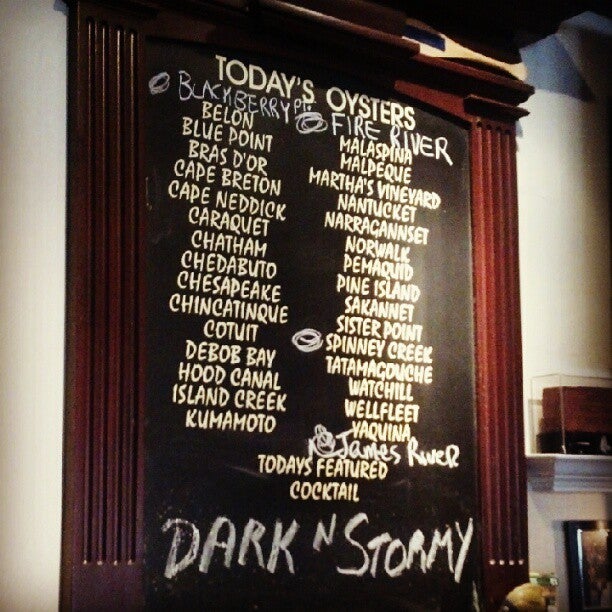 TODAY'S OYSTERS
BLACKBERRY PT
BELON
BLUE POINT
BRAS D'OR
CAPE BRETON
CAPE NEDDICK
CARAQUET
CHATHAM
CHEDABUTO
CHESAPEAKE
CHINCATINQUE
COTUIT
DEBOB BAY
HOOD CANAL
ISLAND CREEK
KUMAMOTO
FIRE RIVER
MALASPINA
MALPEQUE
MARTHA'S VINEYARD
NANTUCKET
NARRAGANNSET
NORWALK
PEMAQUID
PINE ISLAND
SAKANNET
SISTER POINT
SPINNEY CREEK
TATAMAGOUCHE
WATCHILL
WELLFLEET
YAQUINA
James River
TODAYS FEATURED
COCKTAIL
DARK N STORMY